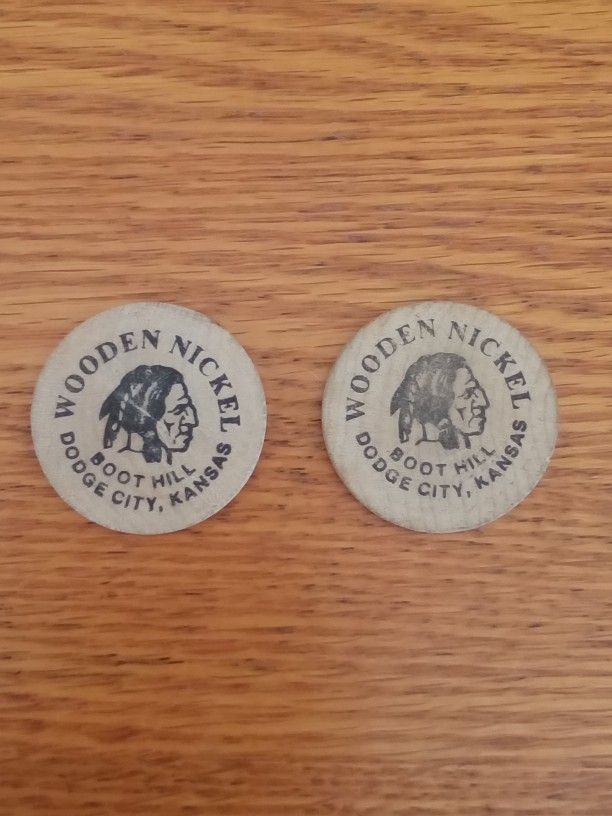 WOODEN NICKEL
BOOT HILL
DODGE CITY, KANSAS
WOODEN NICKEL
BOOT HILL
DODGE CITY, KANSAS